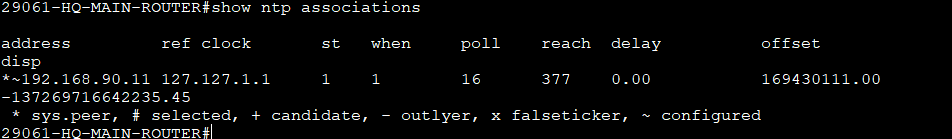 29061-HQ-MAIN-ROUTER#show ntp associations
address ref clock st when poll reach delay offset
disp
*~192.168.90.11 127.127.1.1 1 1 16 377 0.00 169430111.00
-137269716642235.45
* sys.peer, # selected, + candidate, - outlyer, x falseticker, ~ configured
29061-HQ-MAIN-ROUTER#